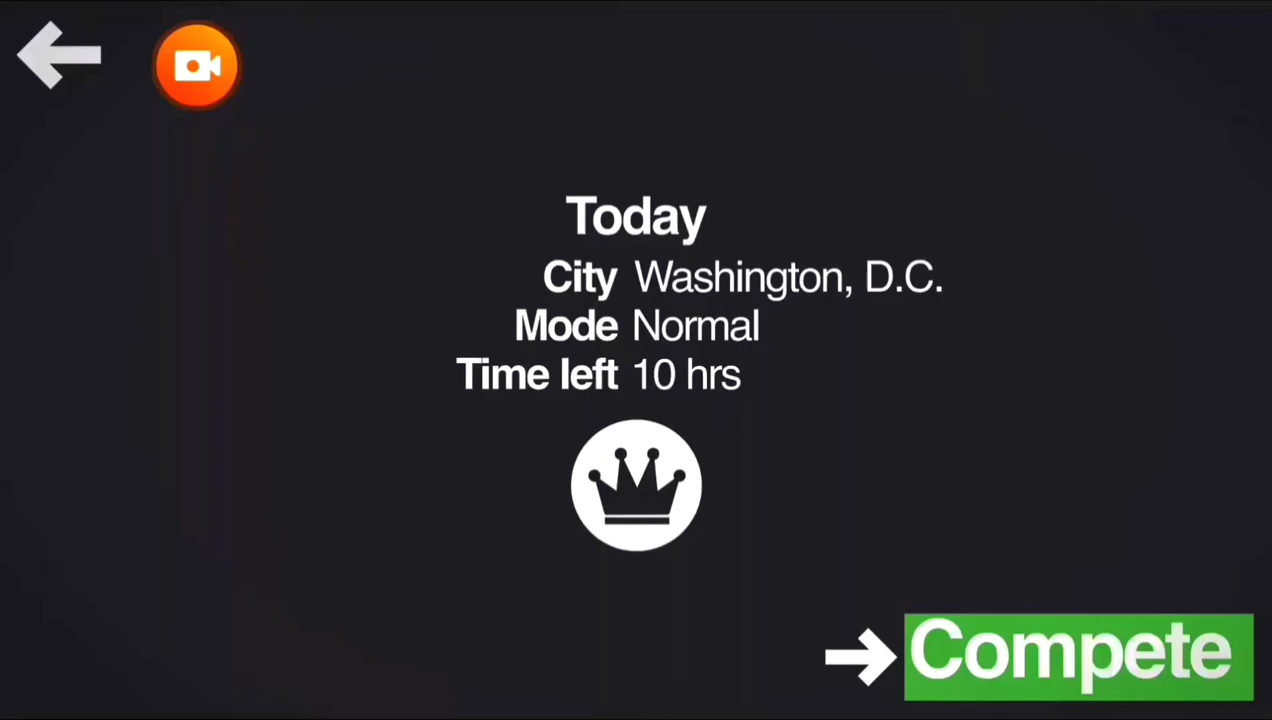 Today
City Washington, D.C.
Mode Normal
Time left 10 hrs
Compete